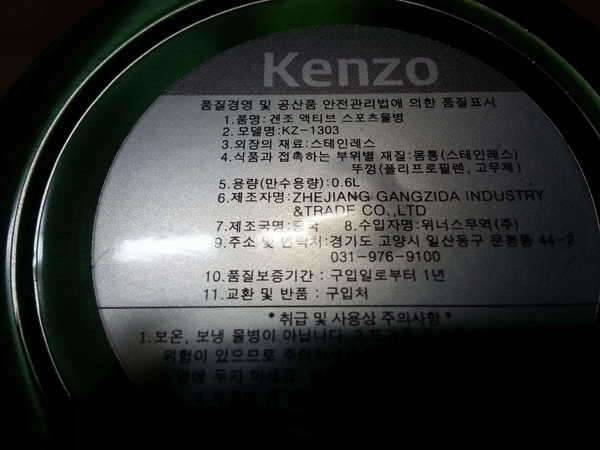 Kenzo
품질경영 및 공산품 안전관리법에 의한 품질표시
1.품명: 겐조 액티브 스포츠물병
2.모델명:KZ-1303
3.외장의 재료:스테인레스
4.식품과 접촉하는 부위별 재질:몸통(스테인레스)
뚜껑(폴리프로필렌, 고무제)
5.용량(만수용량):0.6L
6.제조자명:ZHEJIANG GANGZIDA INDUSTRY
&TRADE CO.,LTD
7.제조국명:중국 8.수입자명:위너스무역(주)
9.주소 및 연락처:경기도 고양시 일산동구 문봉동 44-2
031-976-9100
10.품질보증기간 : 구입일로부터 1년
11.교환 및 반품 : 구입처
* 취급 및 사용상 주의사항 *
1.보온, 보냉 물병이 아닙니다.
위험이 있으므로